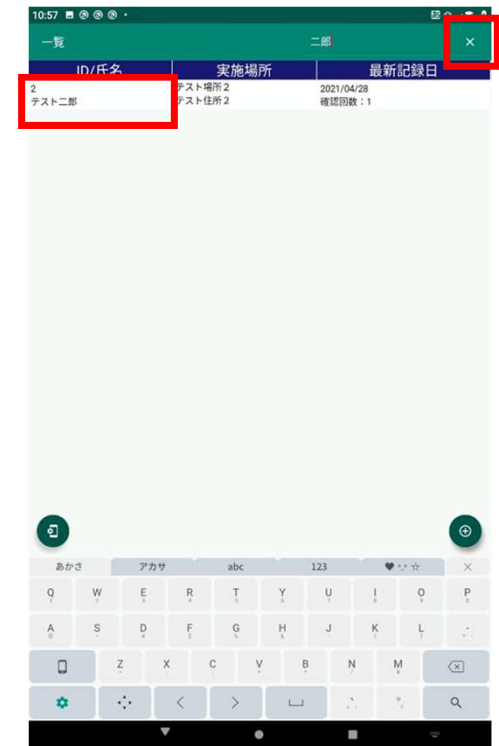 10:57
一覧 二郎
ID/氏名 実施場所 最新記録日
2 テスト場所2 2021/04/28
テスト二郎 テスト住所2 確認回数：1
あかさ アカサ abc 123
Q W E R T Y U I O P
A S D F G H J K L
Z X C V B N M